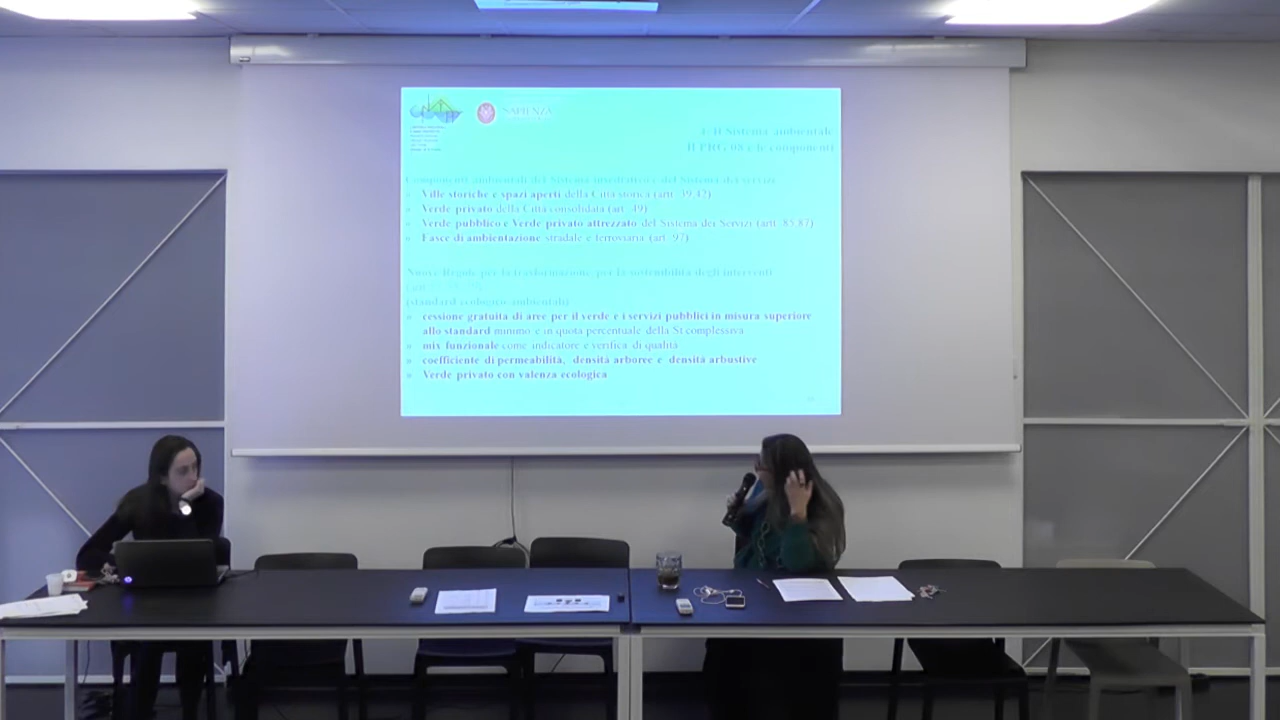 SAPIENZA
4. Il Sistema ambientale
Il PRG 08 e le componenti
Componenti ambientali del Sistema insediativo e del Sistema dei servizi
Ville storiche e spazi aperti della Città storica (artt. 39,42)
Verde privato della Città consolidata (art. 49)
Verde pubblico e Verde privato attrezzato del Sistema dei Servizi (artt. 85,87)
Fasce di ambientazione stradale e ferroviaria (art. 97)
Nuove Regole per la trasformazione, per la sostenibilità degli interventi
(standard ecologico-ambientali)
cessione gratuita di aree per il verde e i servizi pubblici in misura superiore
allo standard minimo e in quota percentuale della St complessiva
mix funzionale come indicatore e verifica di qualità
coefficiente di permeabilità, densità arboree e densità arbustive
Verde privato con valenza ecologica